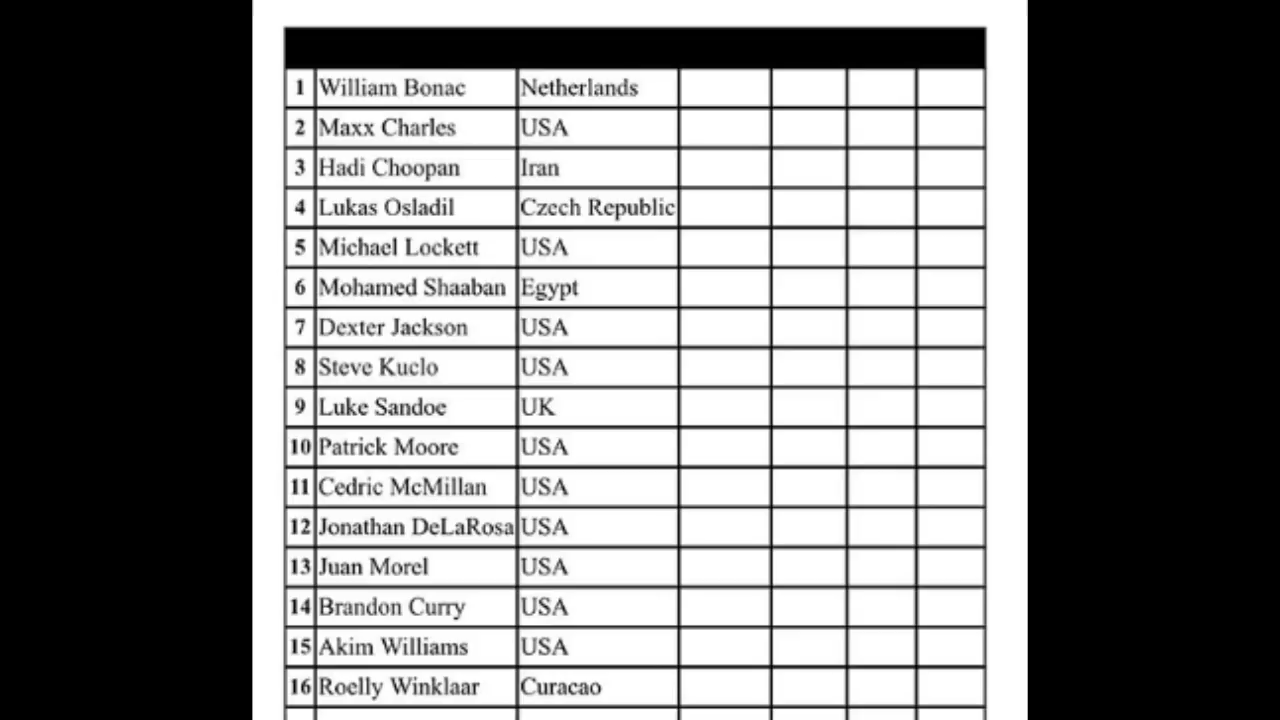 1 William Bonac Netherlands
2 Maxx Charles USA
3 Hadi Choopan Iran
4 Lukas Osladil Czech Republic
5 Michael Lockett USA
6 Mohamed Shaaban Egypt
7 Dexter Jackson USA
8 Steve Kuclo USA
9 Luke Sandoe UK
10 Patrick Moore USA
11 Cedric McMillan USA
12 Jonathan DeLaRosa USA
13 Juan Morel USA
14 Brandon Curry USA
15 Akim Williams USA
16 Roelly Winklaar Curacao